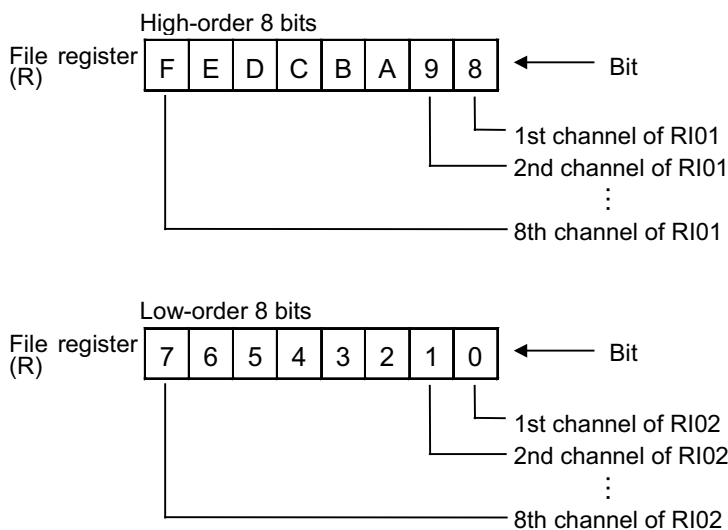 High-order 8 bits
File register
(R)
F E D C B A 9 8
Bit
1st channel of RI01
2nd channel of RI01
⋮
8th channel of RI01
Low-order 8 bits
File register
(R)
7 6 5 4 3 2 1 0
Bit
1st channel of RI02
2nd channel of RI02
⋮
8th channel of RI02